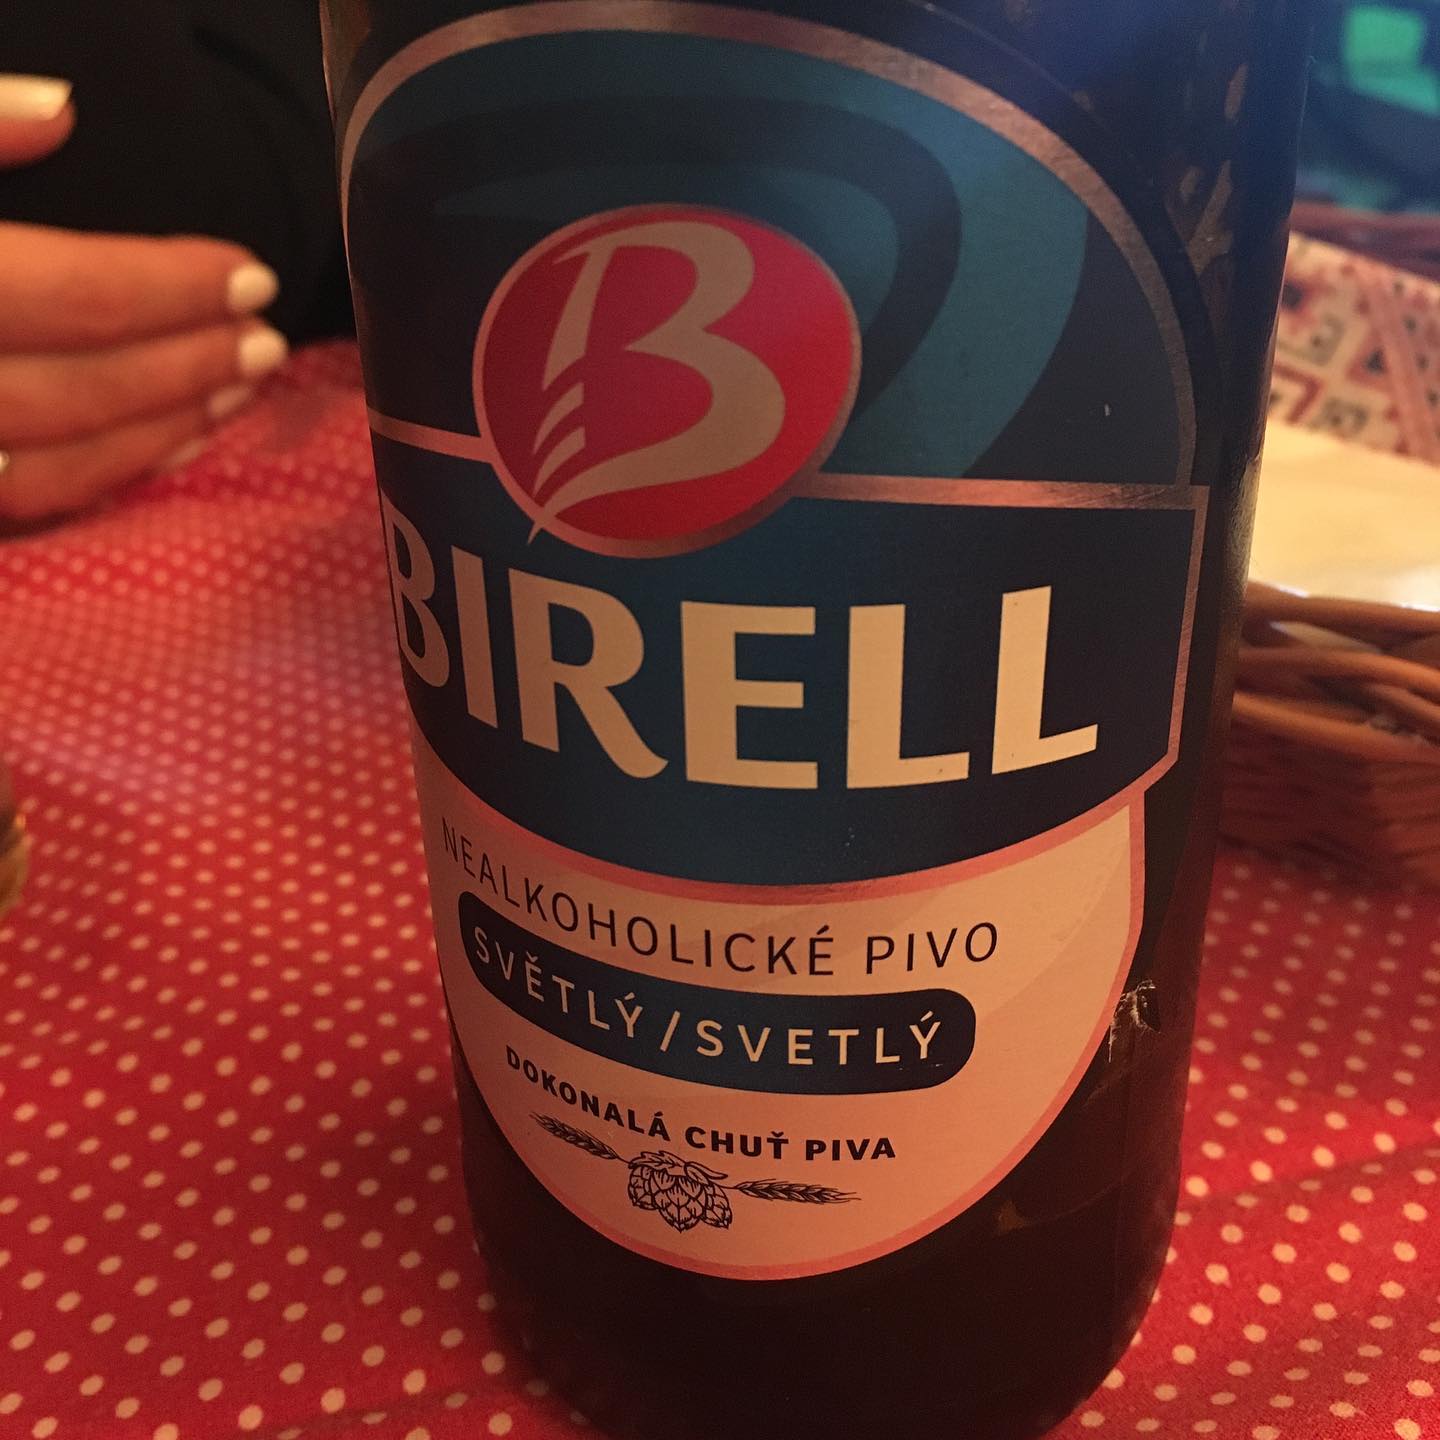 B
BIRELL
NEALKOHOLICKÉ PIVO
SVĚTLÝ/SVETLÝ
DOKONALÁ CHUŤ PIVA